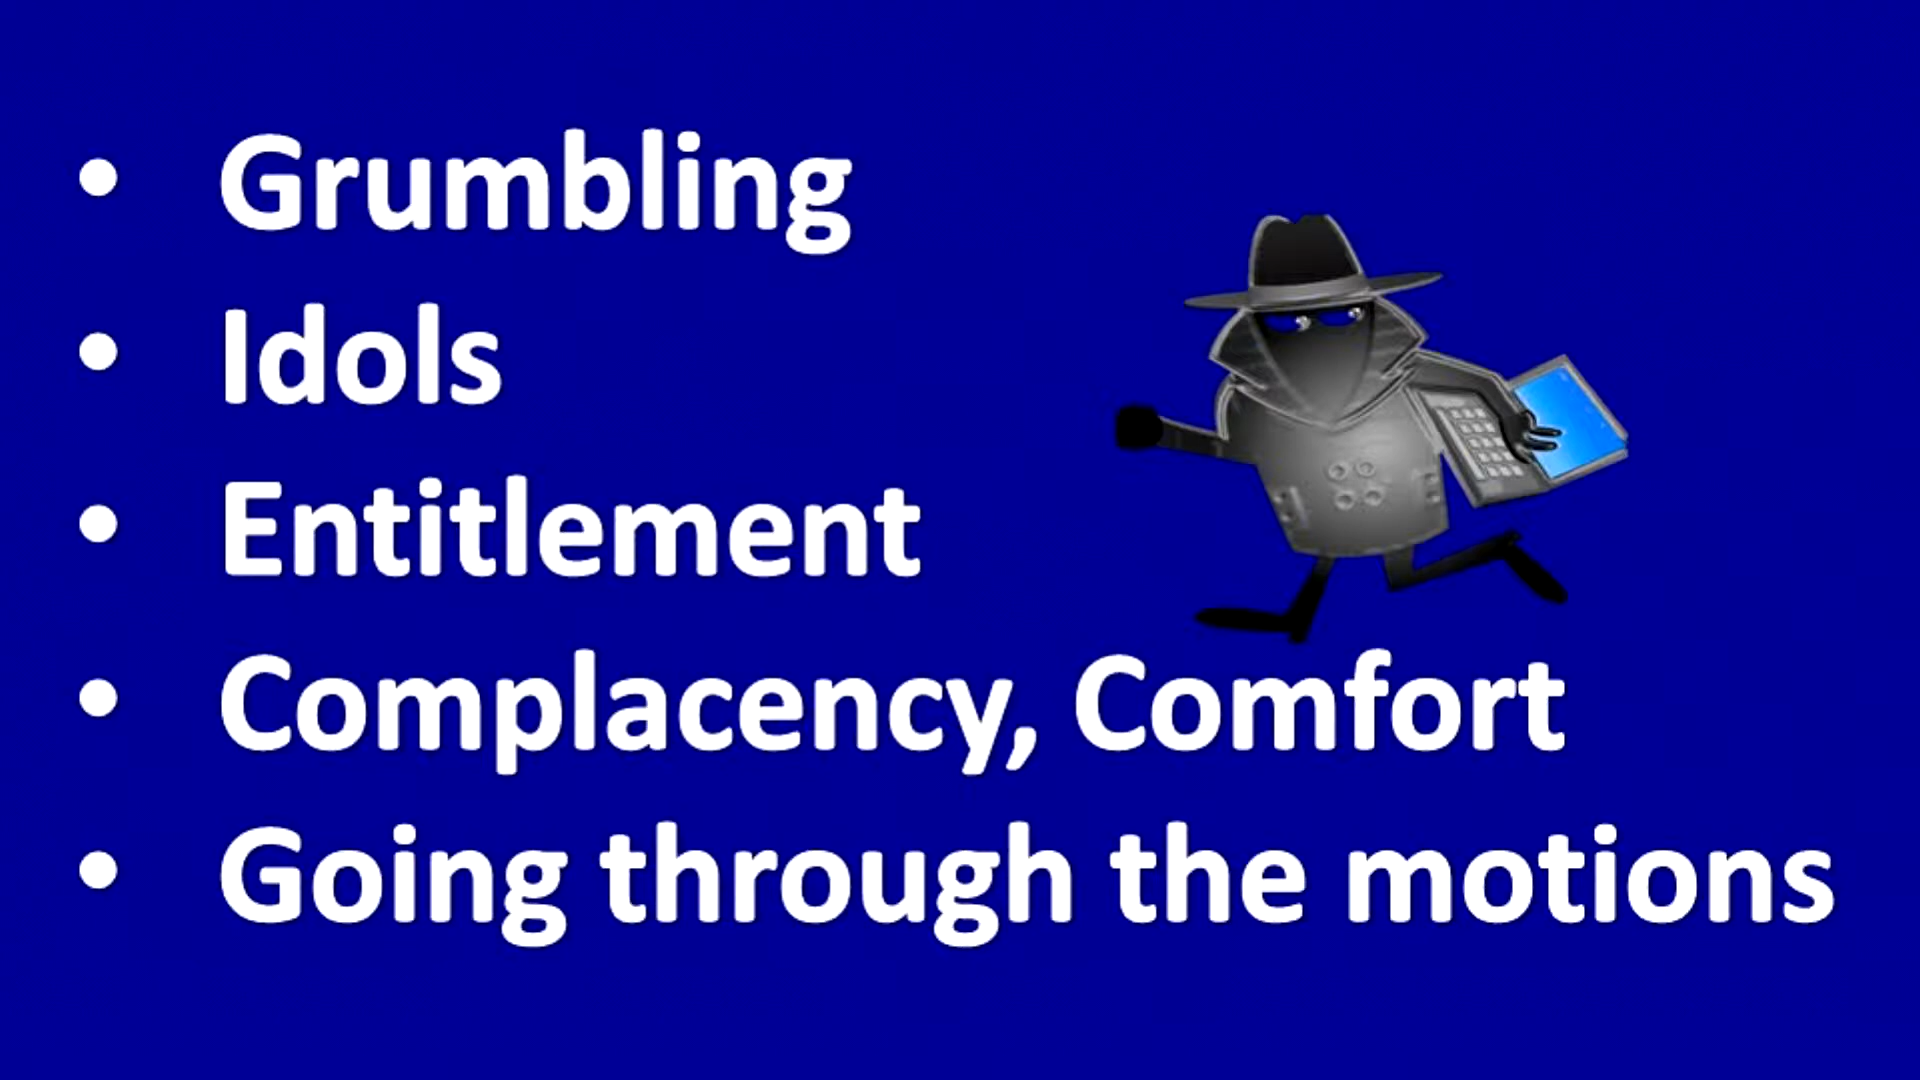 • Grumbling
• Idols
• Entitlement
• Complacency, Comfort
• Going through the motions